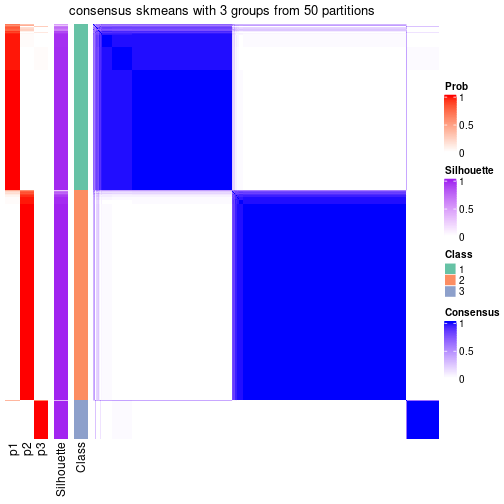 consensus skmeans with 3 groups from 50 partitions
Prob
1
0.5
0
Silhouette
1
0.5
0
Class
1
2
3
Consensus
1
0.5
0
p1
p2
p3
Silhouette
Class